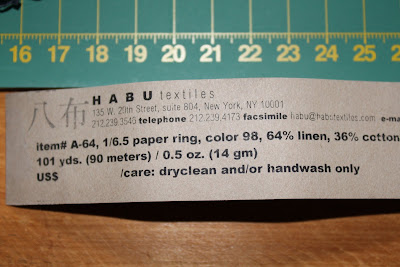 16 17 18 19 20 21 22 23 24 25
八布 HABU textiles
135 W. 29th Street, suite 804, New York, NY 10001
212.239.3546 telephone 212.239.4173 facsimile habu@habutextiles.com
item# A-64, 1/6.5 paper ring, color 98, 64% linen, 36% cotton
101 yds. (90 meters) / 0.5 oz. (14 gm)
US$ /care: dryclean and/or handwash only